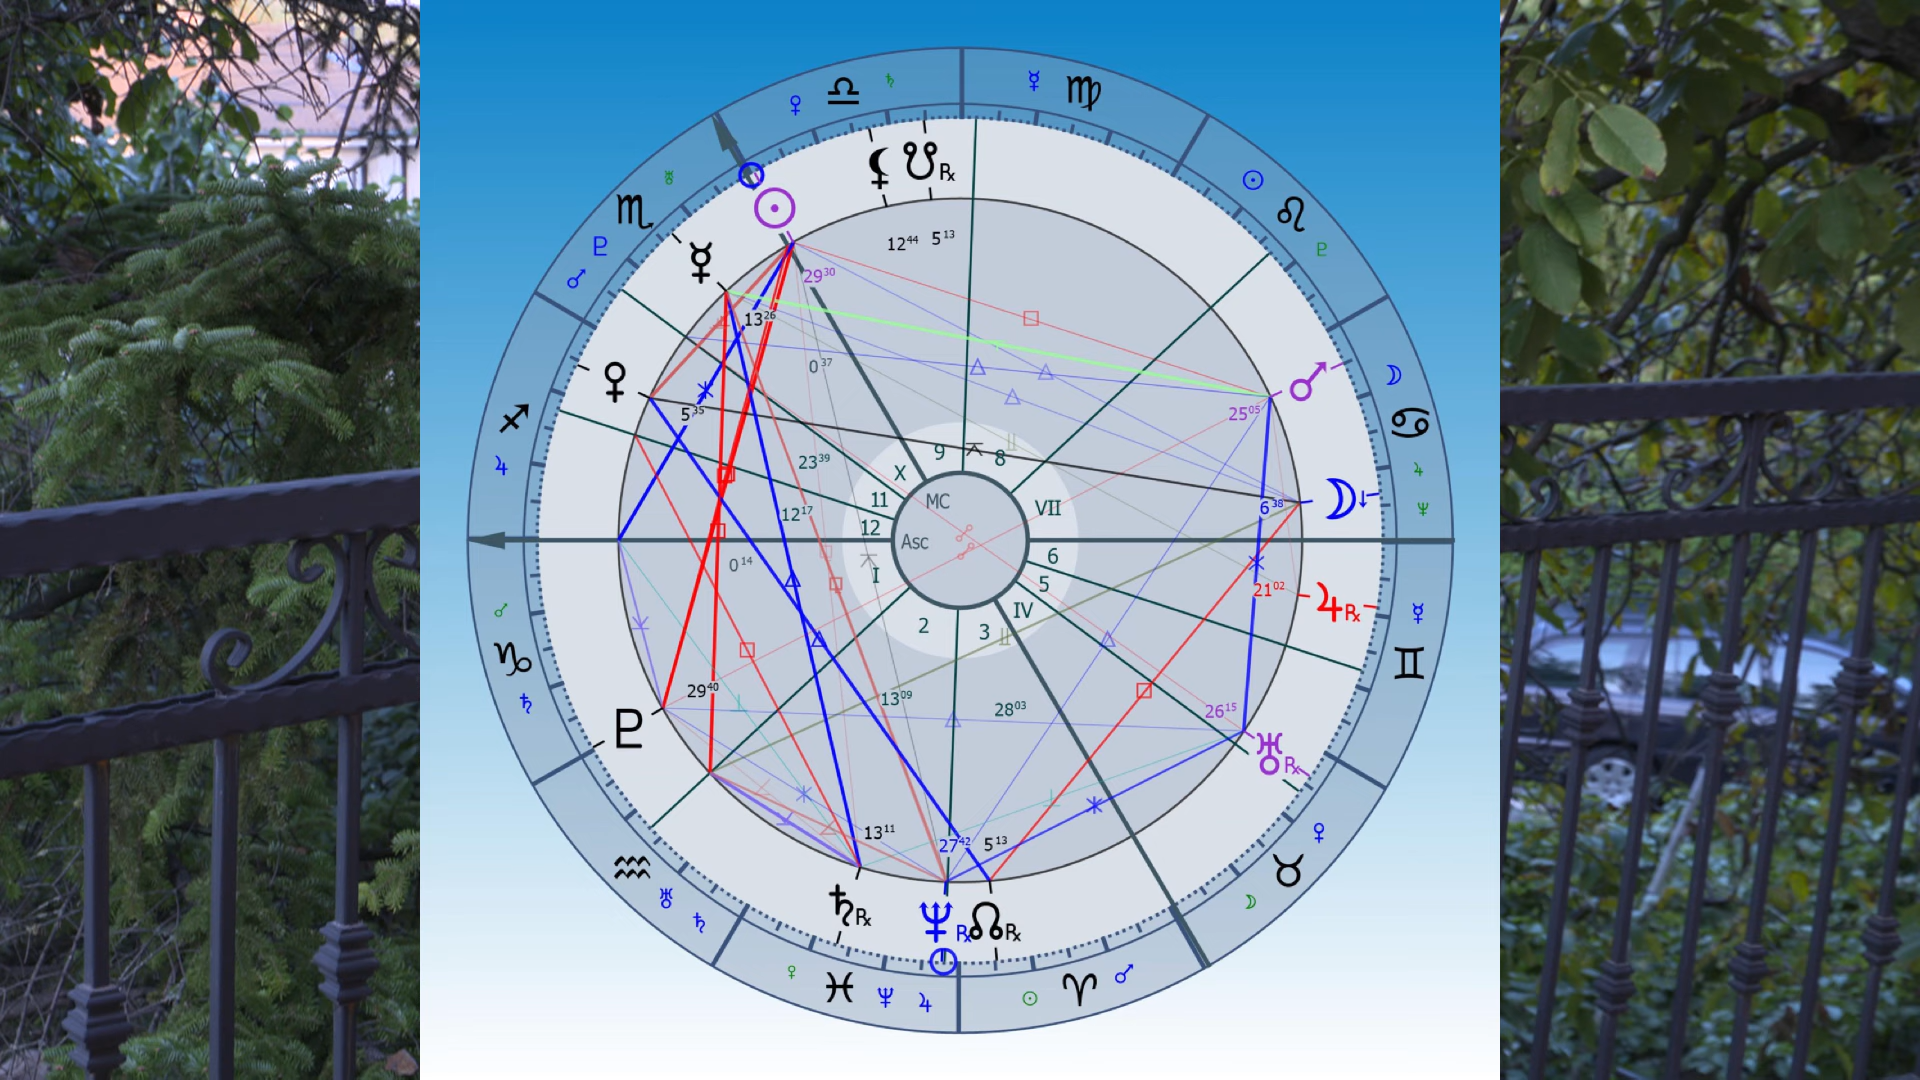 ♀ ♎ ♄ ☿ ♍
♅ ♏ ♇ ♂
☉ ♌ ♇
⚸ ☋ ℞
☉
12⁴⁴ 5¹³
☿ 29³⁰
13²⁶
0³⁷
♀ 5³⁵
♂ 25⁰⁵
☽ ♋ ♃ ♆
♐ ♃
23³⁹ X 9 8
11 MC VII
12¹⁷ 12 Asc 6
☽↓ 6³⁸
0¹⁴ I 5
2 3 IV
21⁰² ♃ ℞
☿ ♊
♂ ♑ ♄
29⁴⁰ ♇
13⁰⁹ 28⁰³
26¹⁵ ♅ ℞
13¹¹ 27⁴² 5¹³
♄ ℞ ♆ ℞ ☊ ℞
♒ ♅ ♄
♀ ♉ ☽
♀ ♓ ♆ ♃ ☉ ♈ ♂